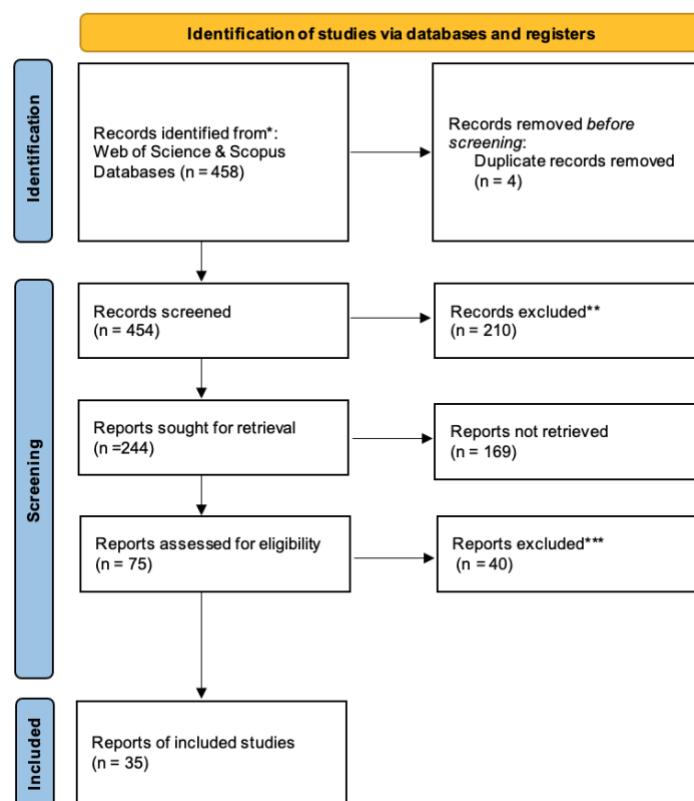 Identification of studies via databases and registers
Identification
Records identified from*:
Web of Science & Scopus
Databases (n = 458)
Records removed before
screening:
Duplicate records removed
(n = 4)
Screening
Records screened
(n = 454)
Records excluded**
(n = 210)
Reports sought for retrieval
(n =244)
Reports not retrieved
(n = 169)
Reports assessed for eligibility
(n = 75)
Reports excluded***
(n = 40)
Included
Reports of included studies
(n = 35)